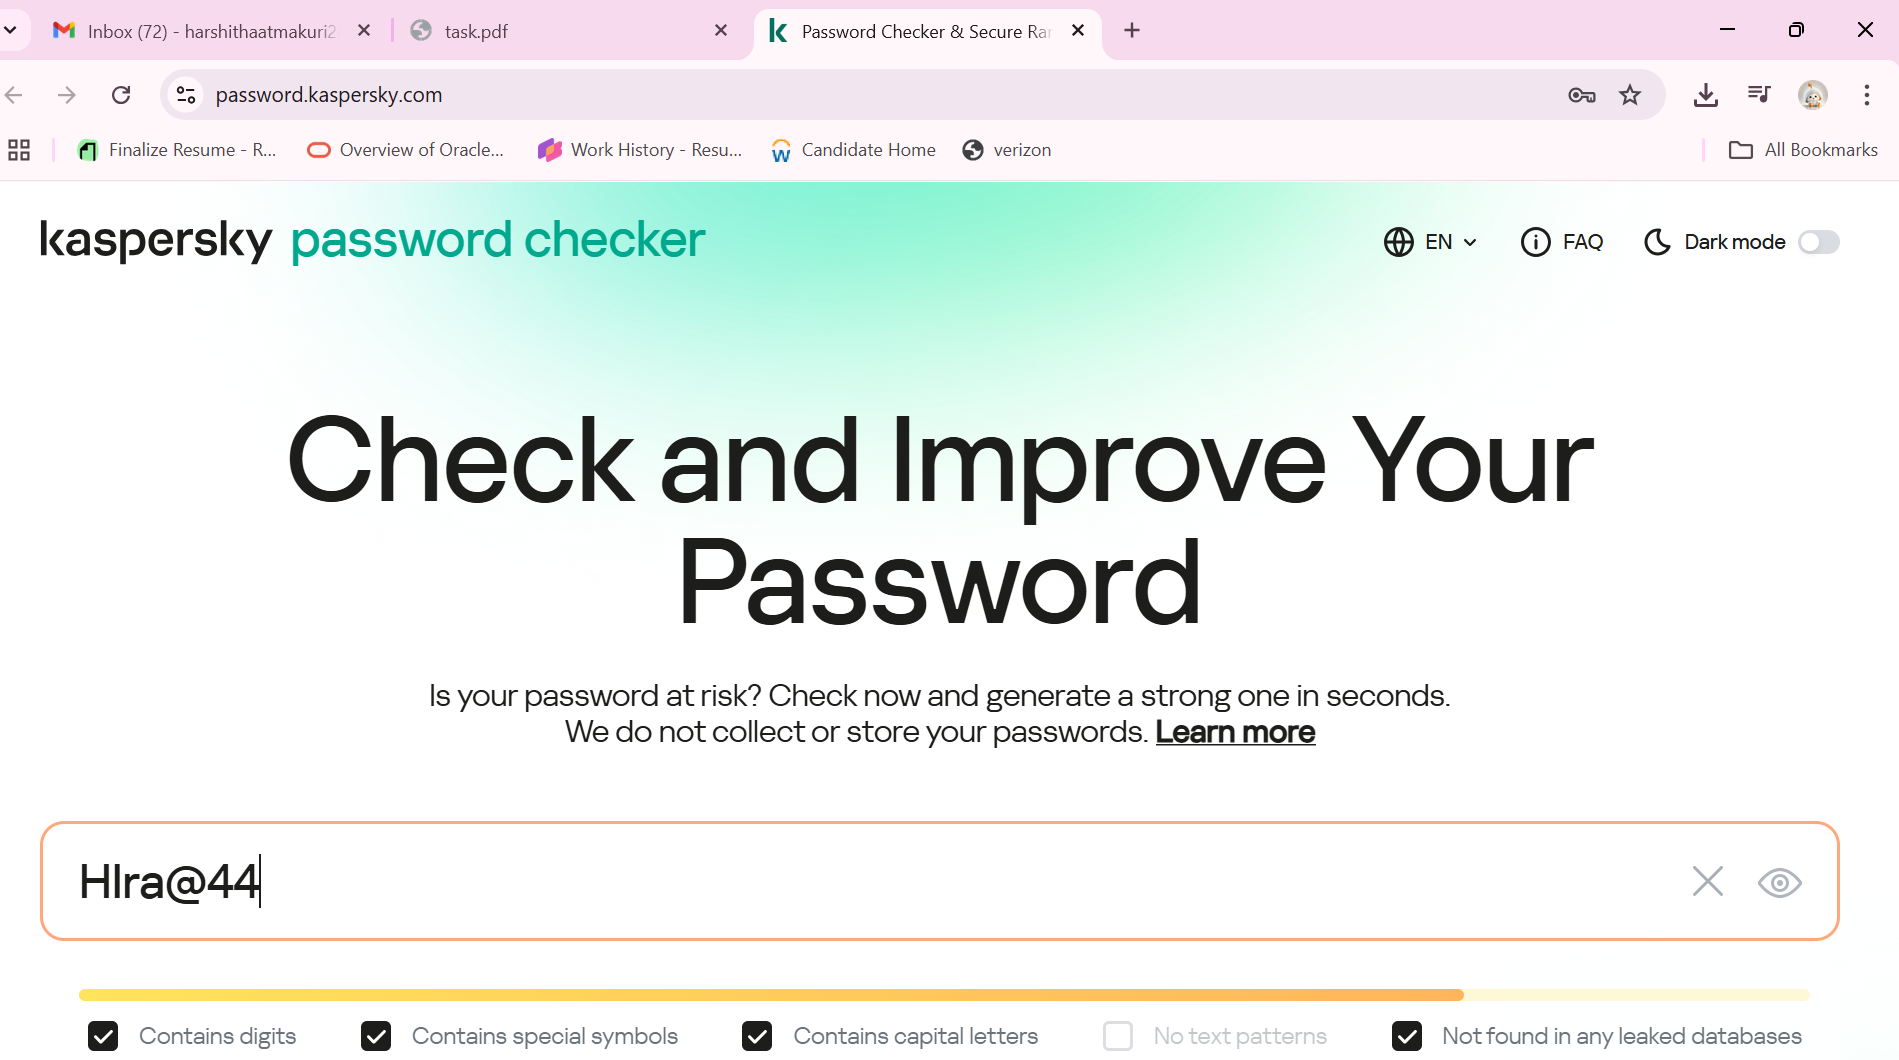 Inbox (72) - harshithaatmakuri2
task.pdf
Password Checker & Secure Ra
password.kaspersky.com
Finalize Resume - R...
Overview of Oracle...
Work History - Resu...
Candidate Home
verizon
All Bookmarks
kaspersky password checker
EN
FAQ
Dark mode
Check and Improve Your
Password
Is your password at risk? Check now and generate a strong one in seconds.
We do not collect or store your passwords. Learn more
HIra@44
Contains digits
Contains special symbols
Contains capital letters
No text patterns
Not found in any leaked databases